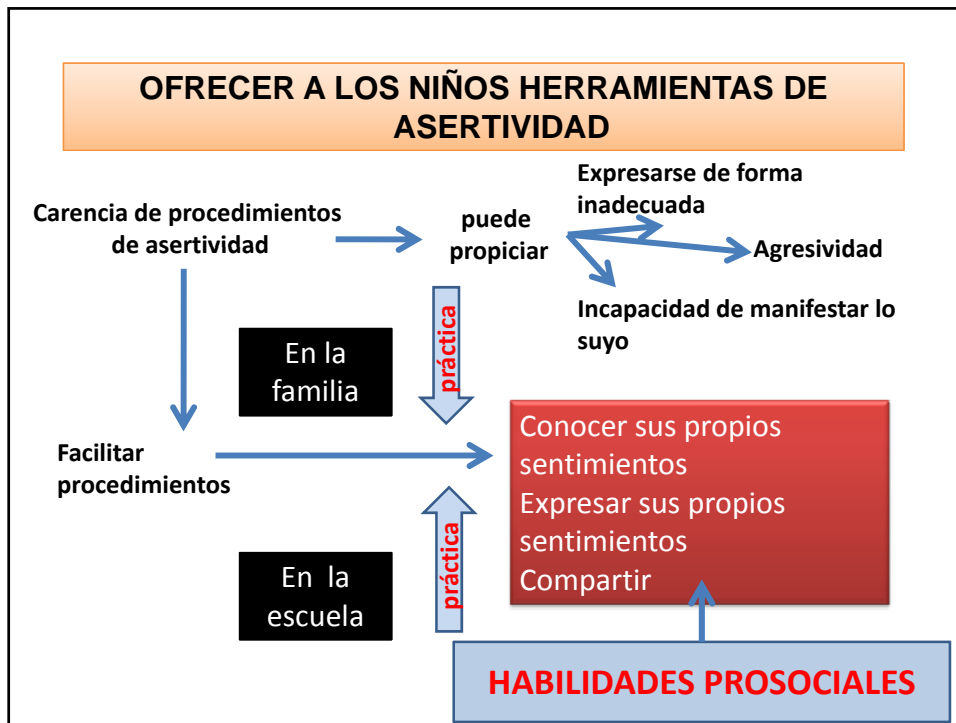 OFRECER A LOS NIÑOS HERRAMIENTAS DE
ASERTIVIDAD
Carencia de procedimientos
de asertividad
puede
propiciar
Expresarse de forma
inadecuada
Agresividad
Incapacidad de manifestar lo
suyo
En la
familia
práctica
Facilitar
procedimientos
Conocer sus propios
sentimientos
Expresar sus propios
sentimientos
Compartir
En la
escuela
práctica
HABILIDADES PROSOCIALES